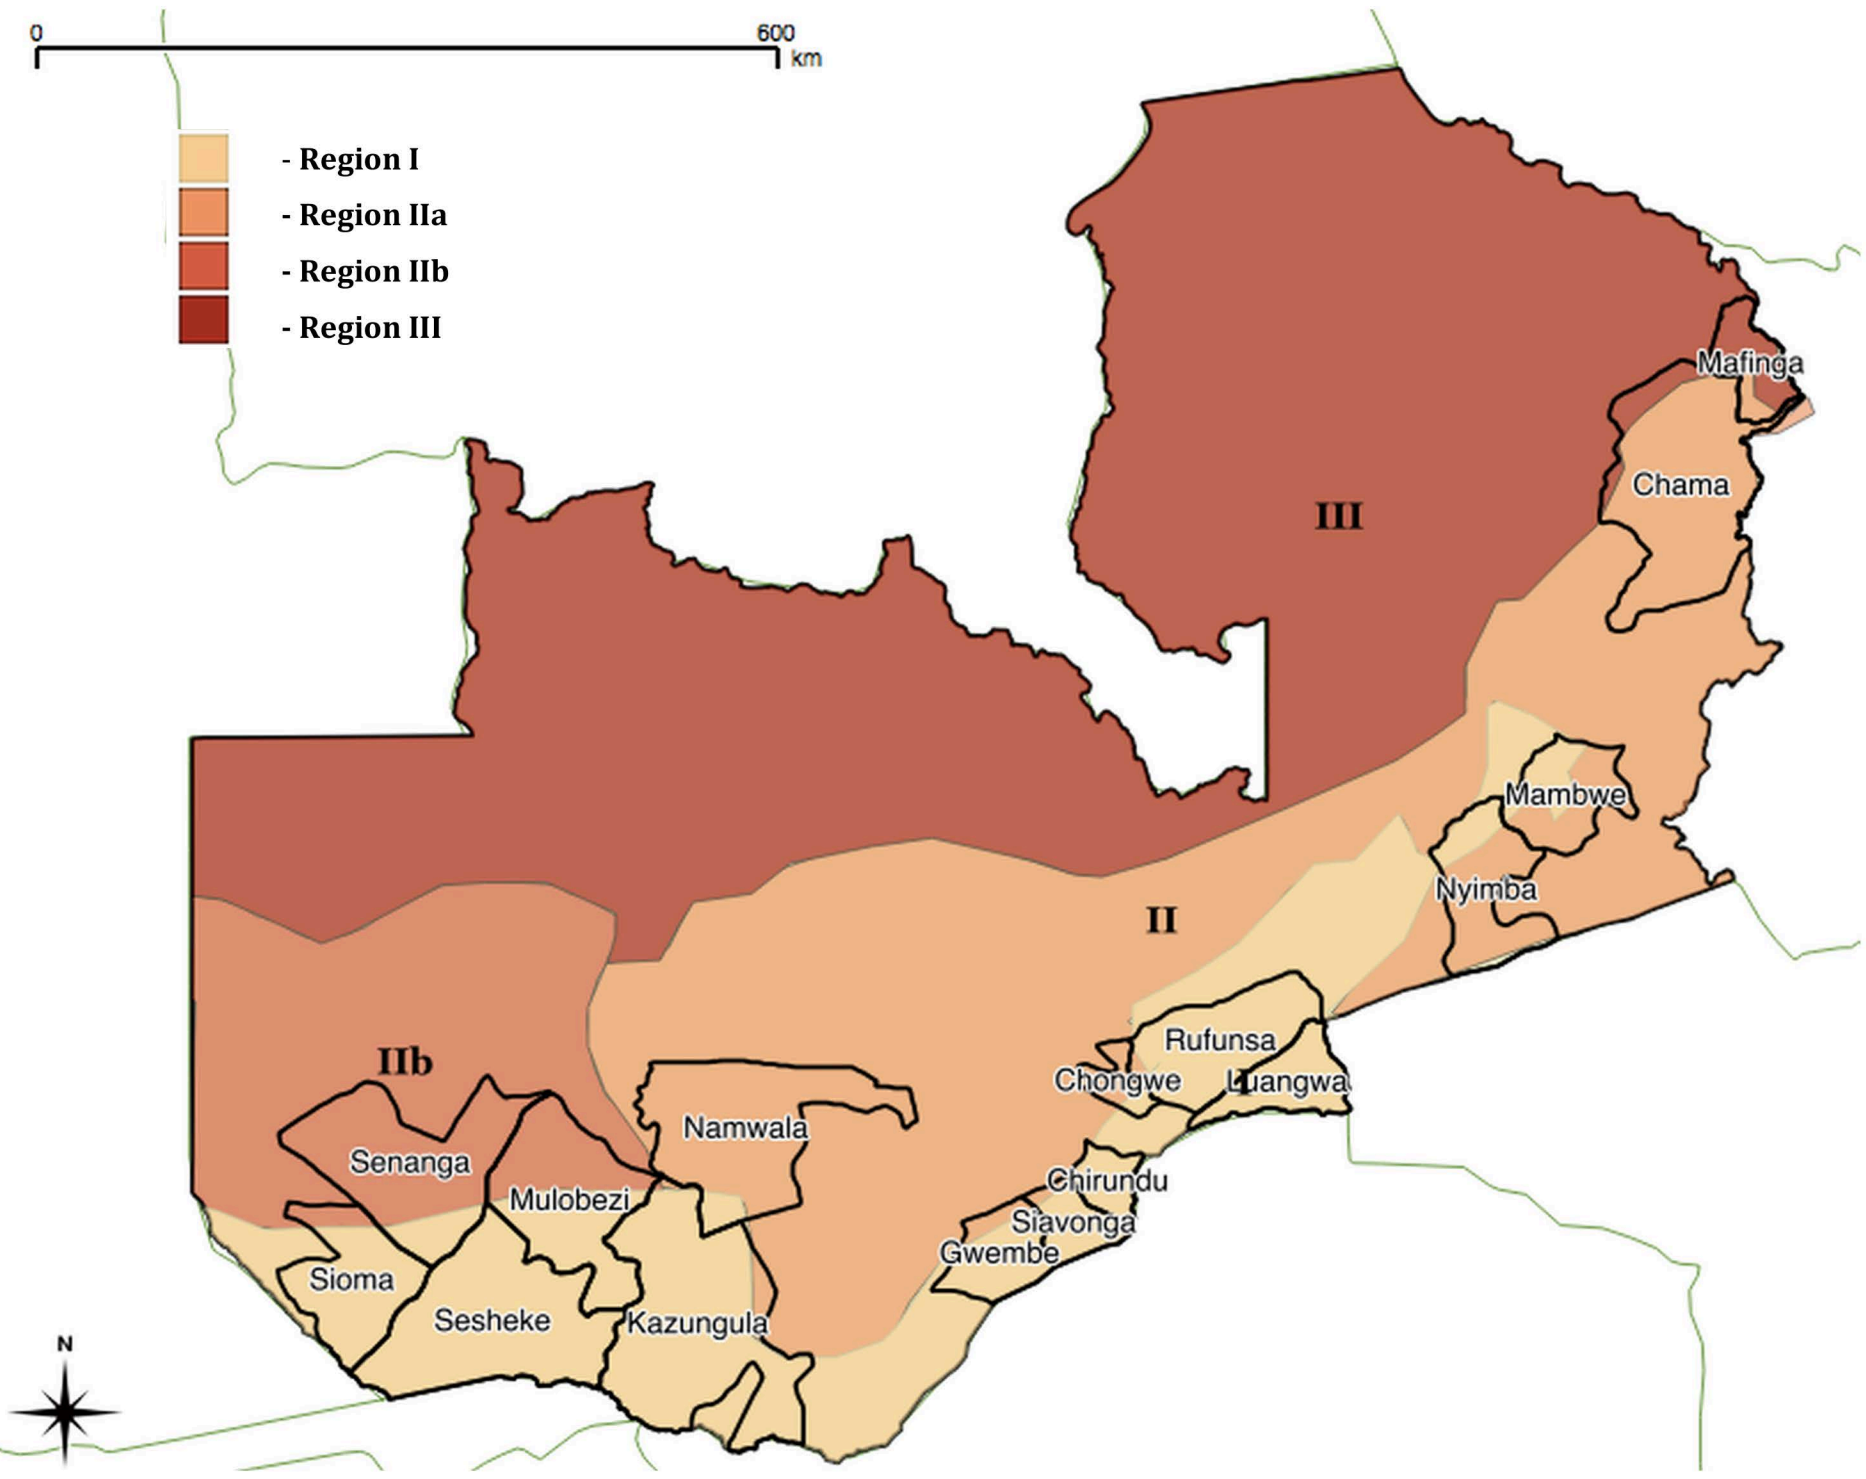 0 600
km
- Region I
- Region IIa
- Region IIb
- Region III
Mafinga
Chama
III
Mambwe
Nyimba
II
Rufunsa
IIb
Chongwe
Luangwa
I
Namwala
Senanga
Chirundu
Mulobezi
Siavonga
Gwembe
Sioma
Sesheke
Kazungula
N